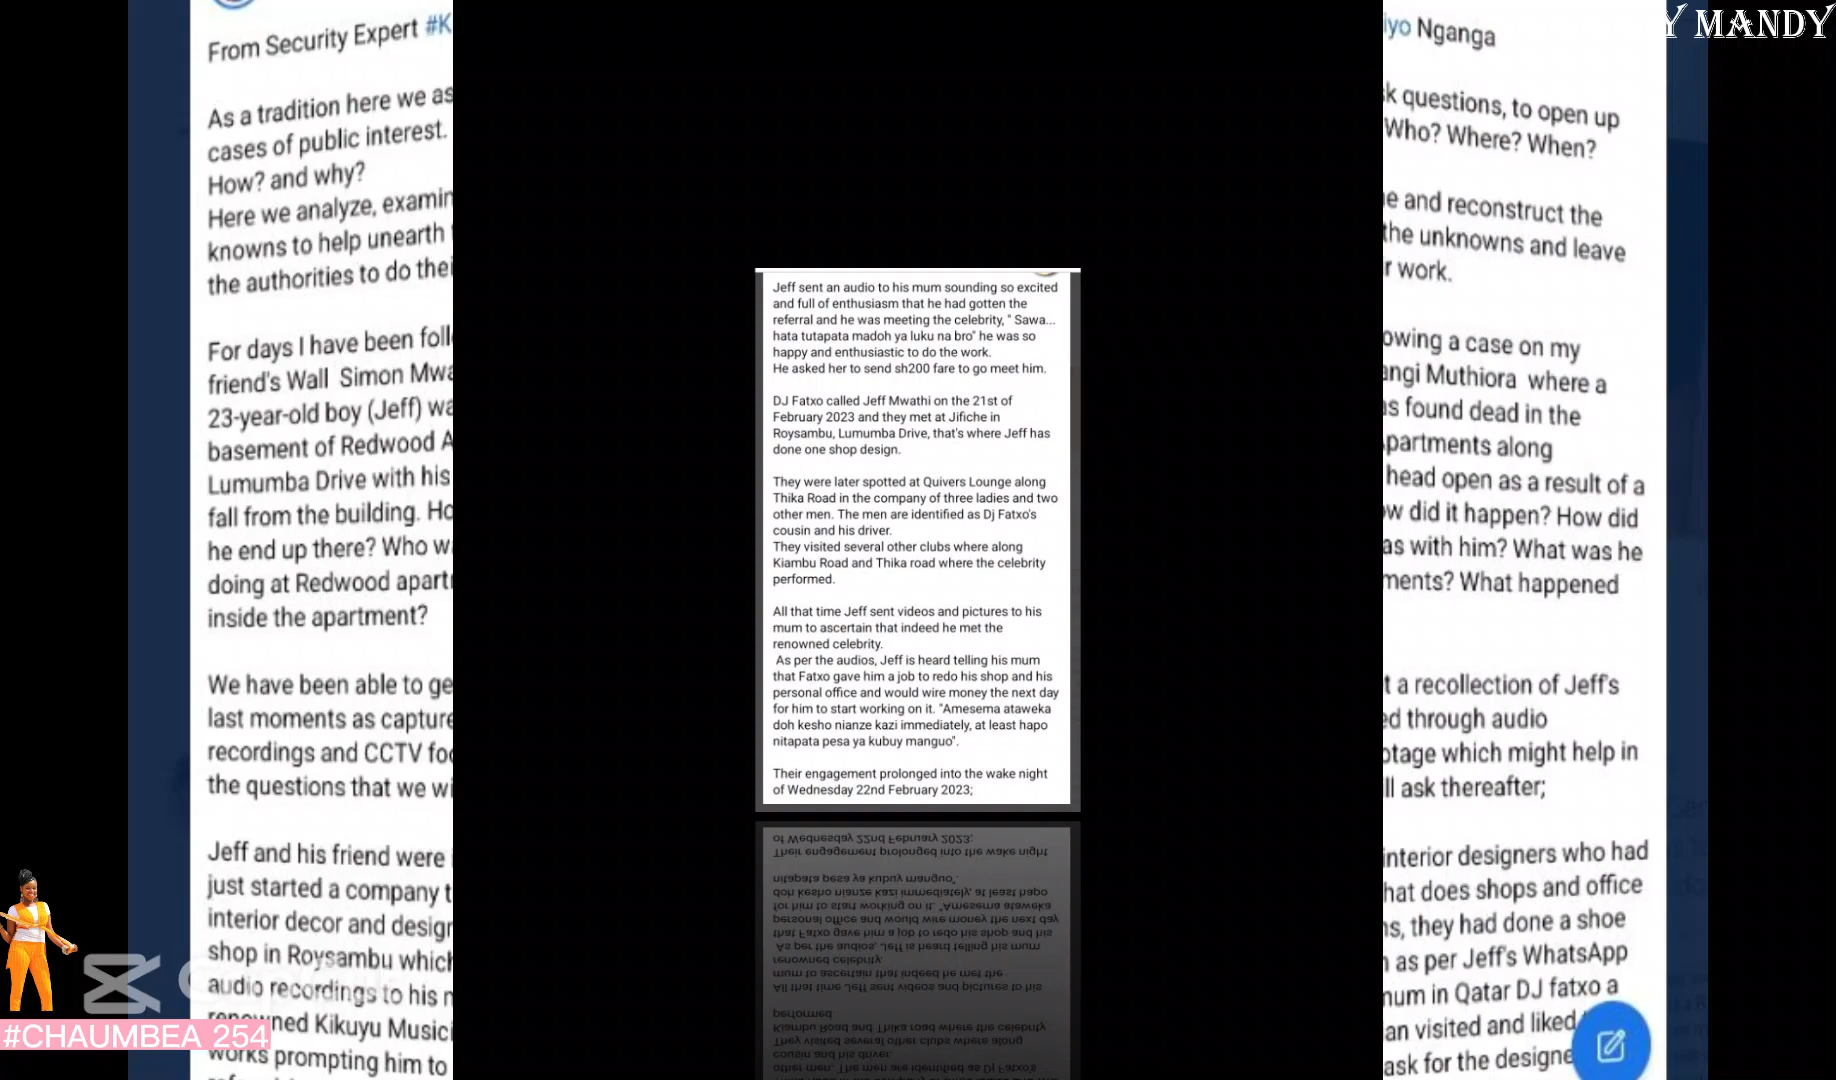 From Security Expert #K
As a tradition here we as
cases of public interest.
How? and why?
Here we analyze, examin
knowns to help unearth
the authorities to do thei
For days I have been foll
friend's Wall Simon Mwa
23-year-old boy (Jeff) wa
basement of Redwood A
Lumumba Drive with his
fall from the building. Ho
he end up there? Who w
doing at Redwood apart
inside the apartment?
We have been able to ge
last moments as capture
recordings and CCTV foo
the questions that we wi
Jeff and his friend were
just started a company t
interior decor and design
shop in Roysambu which
audio recordings to his m
renowned Kikuyu Musici
works prompting him to
Jeff sent an audio to his mum sounding so excited
and full of enthusiasm that he had gotten the
referral and he was meeting the celebrity, " Sawa...
hata tutapata madoh ya luku na bro" he was so
happy and enthusiastic to do the work.
He asked her to send sh200 fare to go meet him.
DJ Fatxo called Jeff Mwathi on the 21st of
February 2023 and they met at Jifiche in
Roysambu, Lumumba Drive, that's where Jeff has
done one shop design.
They were later spotted at Quivers Lounge along
Thika Road in the company of three ladies and two
other men. The men are identified as Dj Fatxo's
cousin and his driver.
They visited several other clubs where along
Kiambu Road and Thika road where the celebrity
performed.
All that time Jeff sent videos and pictures to his
mum to ascertain that indeed he met the
renowned celebrity.
As per the audios, Jeff is heard telling his mum
that Fatxo gave him a job to redo his shop and his
personal office and would wire money the next day
for him to start working on it. "Amesema ataweka
doh kesho nianze kazi immediately, at least hapo
nitapata pesa ya kubuy manguo".
Their engagement prolonged into the wake night
of Wednesday 22nd February 2023;
iyo Nganga
k questions, to open up
Who? Where? When?
e and reconstruct the
the unknowns and leave
r work.
owing a case on my
angi Muthiora where a
as found dead in the
partments along
head open as a result of a
ow did it happen? How did
as with him? What was he
ments? What happened
t a recollection of Jeff's
ed through audio
otage which might help in
ll ask thereafter;
interior designers who had
hat does shops and office
ns, they had done a shoe
n as per Jeff's WhatsApp
num in Qatar DJ fatxo a
an visited and liked
ask for the designe
Y MANDY
#CHAUMBEA 254